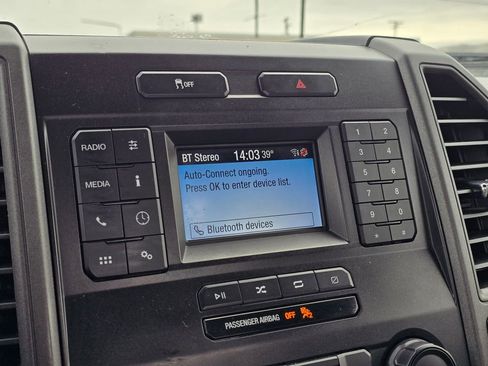 OFF
RADIO
MEDIA
i
BT Stereo 14:03 39°
Auto-Connect ongoing.
Press OK to enter device list.
Bluetooth devices
1 2
3 4
5 6
7 8
9 0
* #
PASSENGER AIRBAG OFF 2